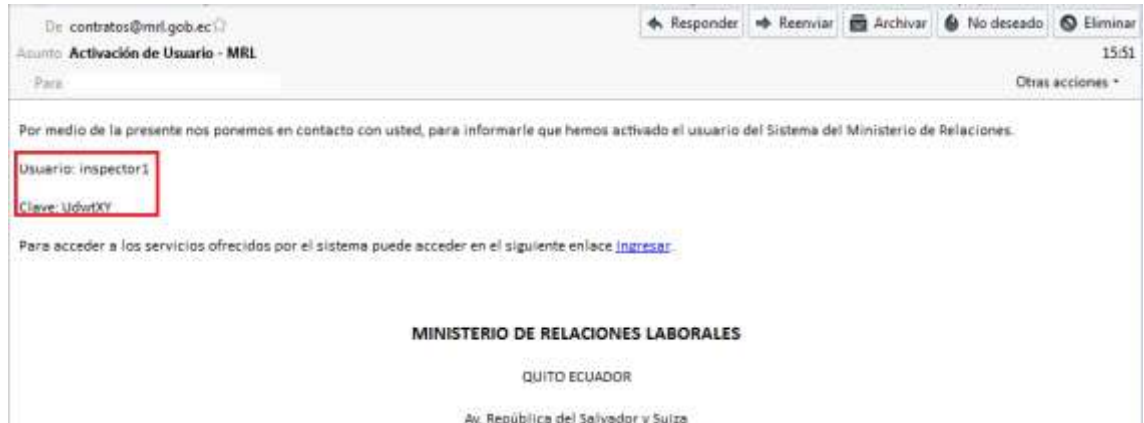 De contratos@mrl.gob.ec
Responder Reenviar Archivar No deseado Eliminar
Asunto Activación de Usuario - MRL
15:51
Para
Otras acciones
Por medio de la presente nos ponemos en contacto con usted, para informarle que hemos activado el usuario del Sistema del Ministerio de Relaciones.
Usuario: inspector1
Clave: UdwtXY
Para acceder a los servicios ofrecidos por el sistema puede acceder en el siguiente enlace Ingresar.
MINISTERIO DE RELACIONES LABORALES
QUITO ECUADOR
Av. República del Salvador y Suiza